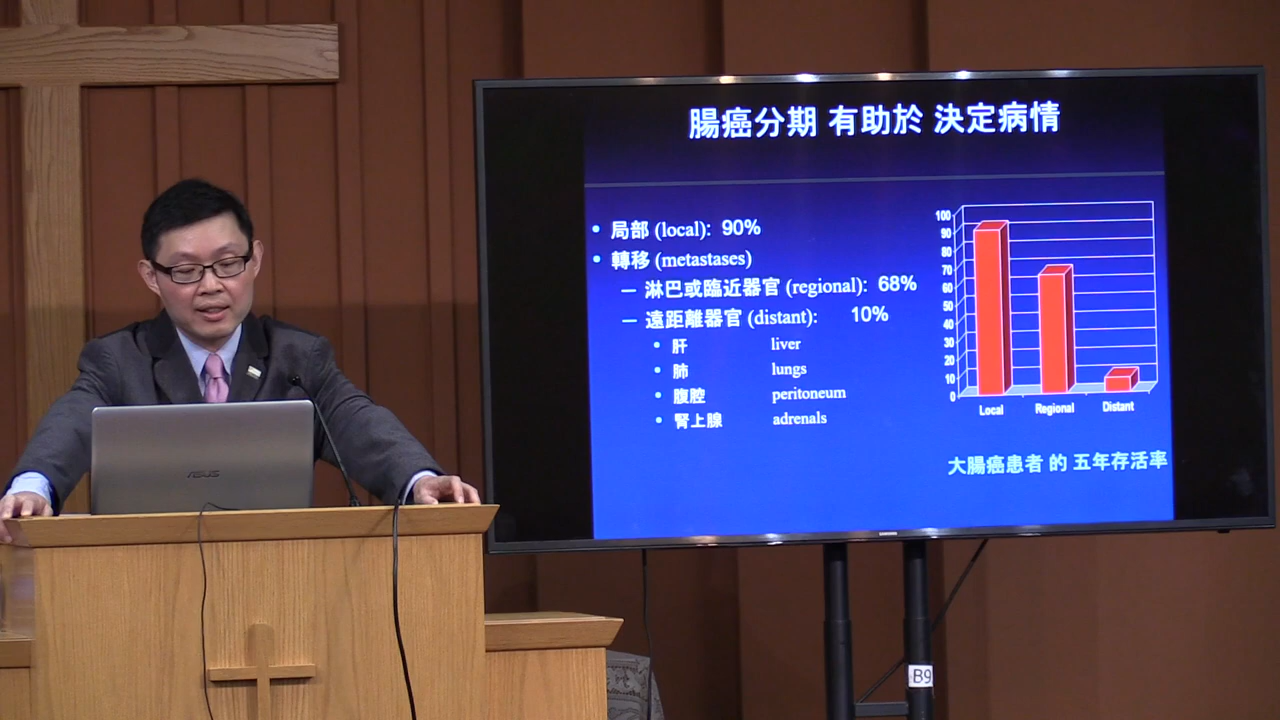 腸癌分期 有助於 決定病情
• 局部 (local): 90%
• 轉移 (metastases)
– 淋巴或臨近器官 (regional): 68%
– 遠距離器官 (distant): 10%
• 肝 liver
• 肺 lungs
• 腹腔 peritoneum
• 腎上腺 adrenals
100
90
80
70
60
50
40
30
20
10
0
Local Regional Distant
大腸癌患者 的 五年存活率
ASUS
B9